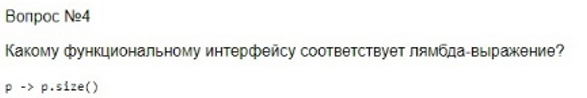 Вопрос №4
Какому функциональному интерфейсу соответствует лямбда-выражение?
p -> p.size()